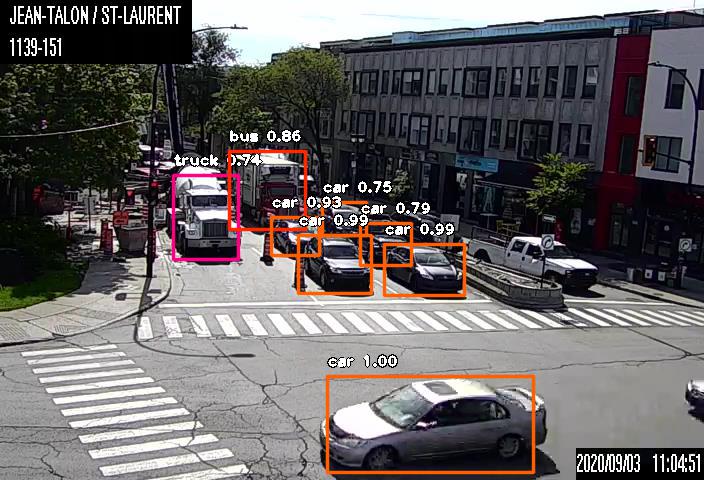 JEAN-TALON / ST-LAURENT
1139-151
bus 0.86
truck 0.74
car 0.75
car 0.93
car 0.79
car 0.99
car 0.99
car 1.00
2020/09/03 11:04:51